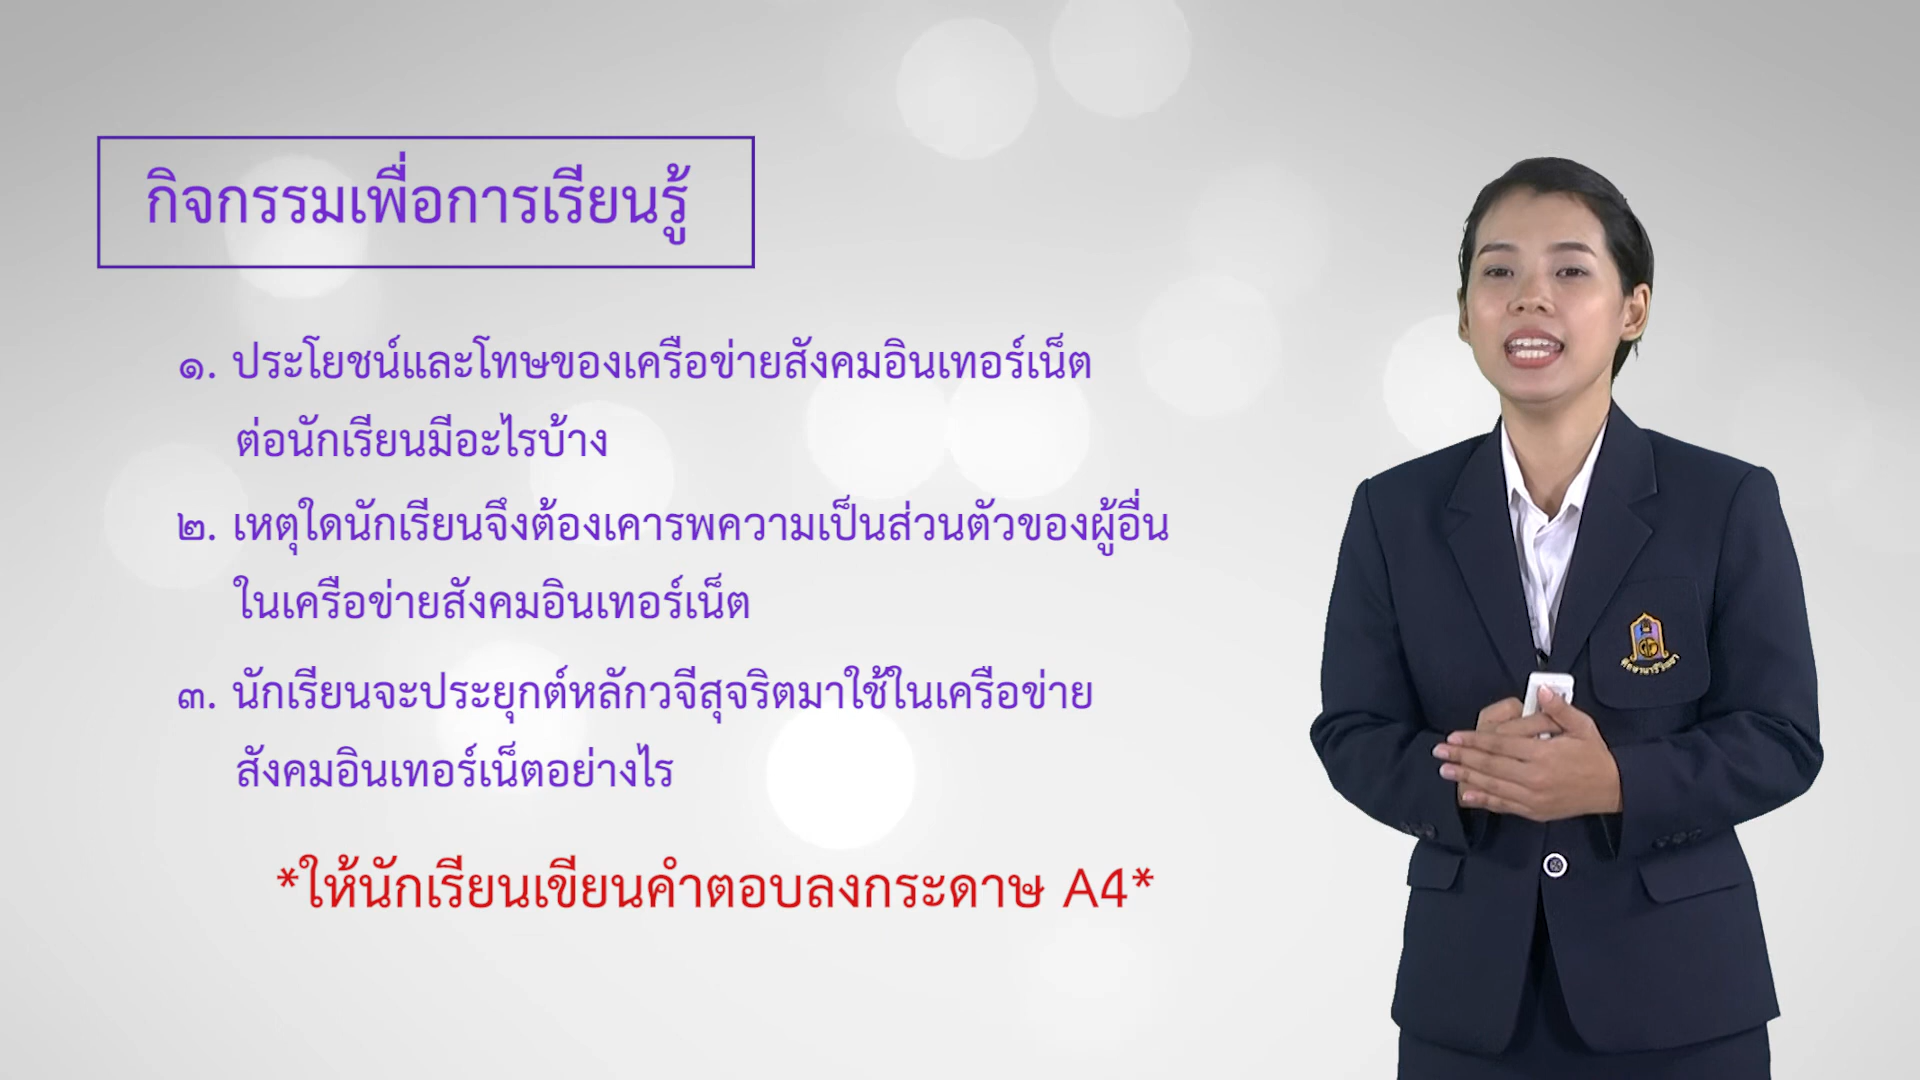 กิจกรรมเพื่อการเรียนรู้
๑. ประโยชน์และโทษของเครือข่ายสังคมอินเทอร์เน็ต
ต่อนักเรียนมีอะไรบ้าง
๒. เหตุใดนักเรียนจึงต้องเคารพความเป็นส่วนตัวของผู้อื่น
ในเครือข่ายสังคมอินเทอร์เน็ต
๓. นักเรียนจะประยุกต์หลักวจีสุจริตมาใช้ในเครือข่าย
สังคมอินเทอร์เน็ตอย่างไร
*ให้นักเรียนเขียนคำตอบลงกระดาษ A4*